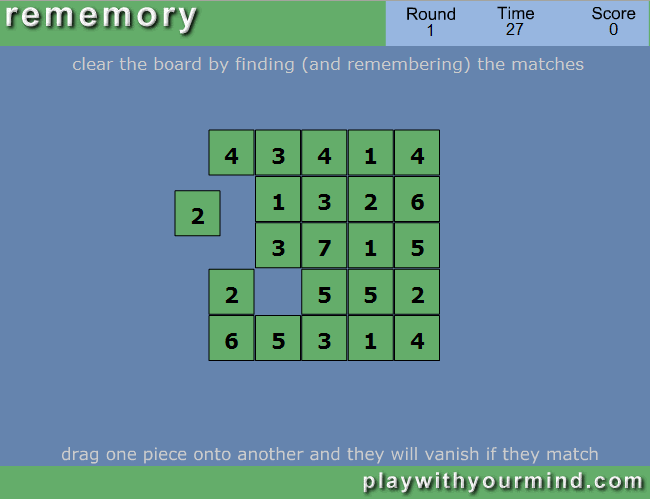 rememory
Round Time Score
1 27 0
clear the board by finding (and remembering) the matches
4 3 4 1 4
1 3 2 6
2
3 7 1 5
2 5 5 2
6 5 3 1 4
drag one piece onto another and they will vanish if they match
playwithyourmind.com